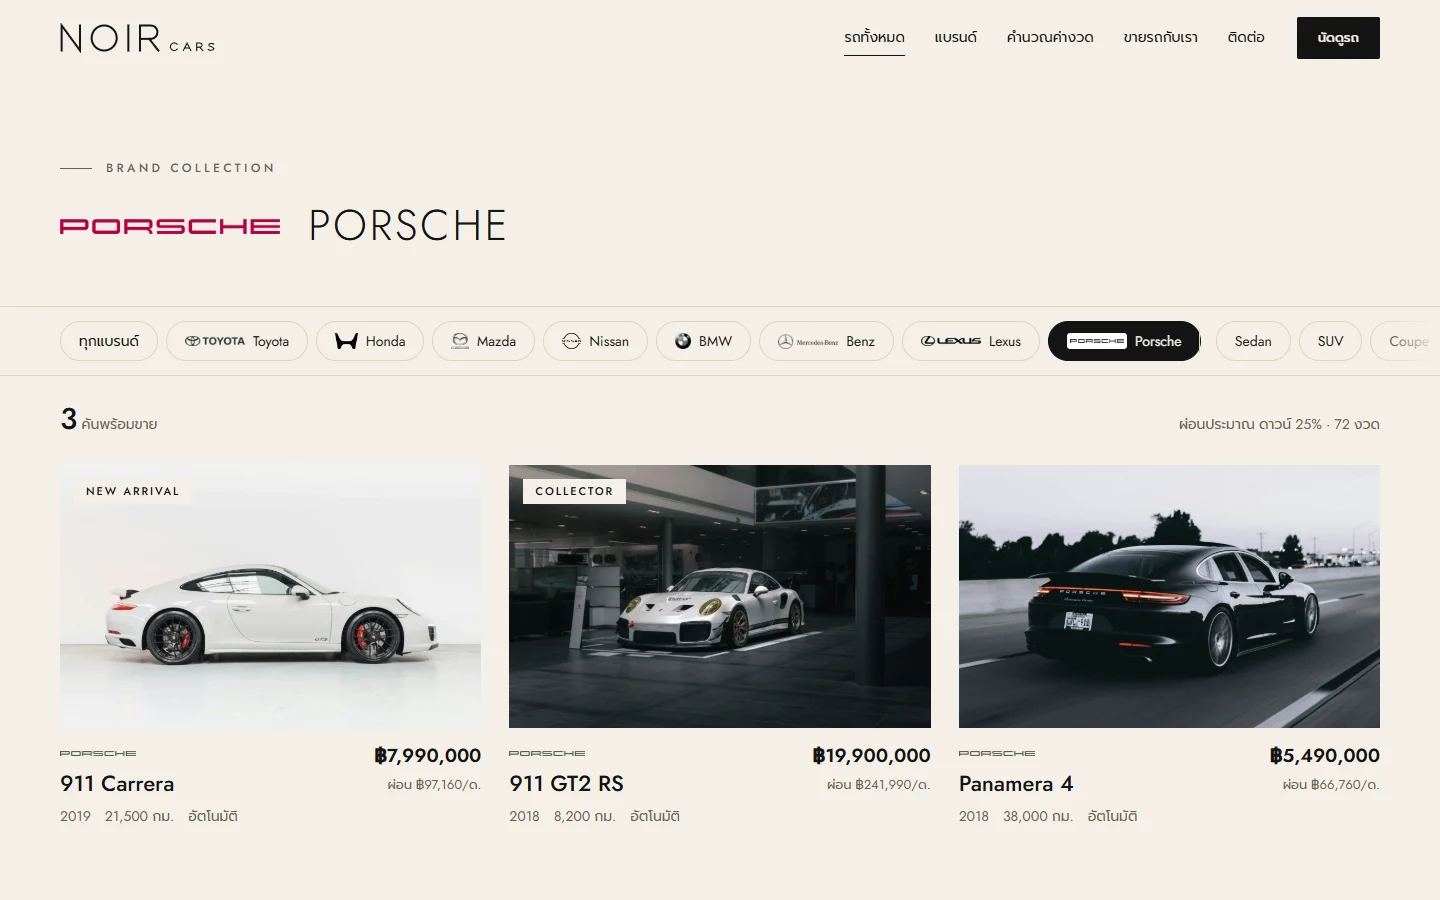 NOIR CARS
รถทั้งหมด แบรนด์ คำนวณค่างวด ขายรถกับเรา ติดต่อ นัดดูรถ
BRAND COLLECTION
PORSCHE PORSCHE
ทุกแบรนด์ TOYOTA Toyota Honda Mazda Nissan BMW Mercedes-Benz Benz LEXUS Lexus PORSCHE Porsche Sedan SUV Coupe
3 คันพร้อมขาย
ผ่อนประมาณ ดาวน์ 25% · 72 งวด
NEW ARRIVAL
COLLECTOR
PORSCHE
PORSCHE
฿7,990,000
911 Carrera
ผ่อน ฿97,160/ด.
2019 21,500 กม. อัตโนมัติ
PORSCHE
฿19,900,000
911 GT2 RS
ผ่อน ฿241,990/ด.
2018 8,200 กม. อัตโนมัติ
PORSCHE
฿5,490,000
Panamera 4
ผ่อน ฿66,760/ด.
2018 38,000 กม. อัตโนมัติ